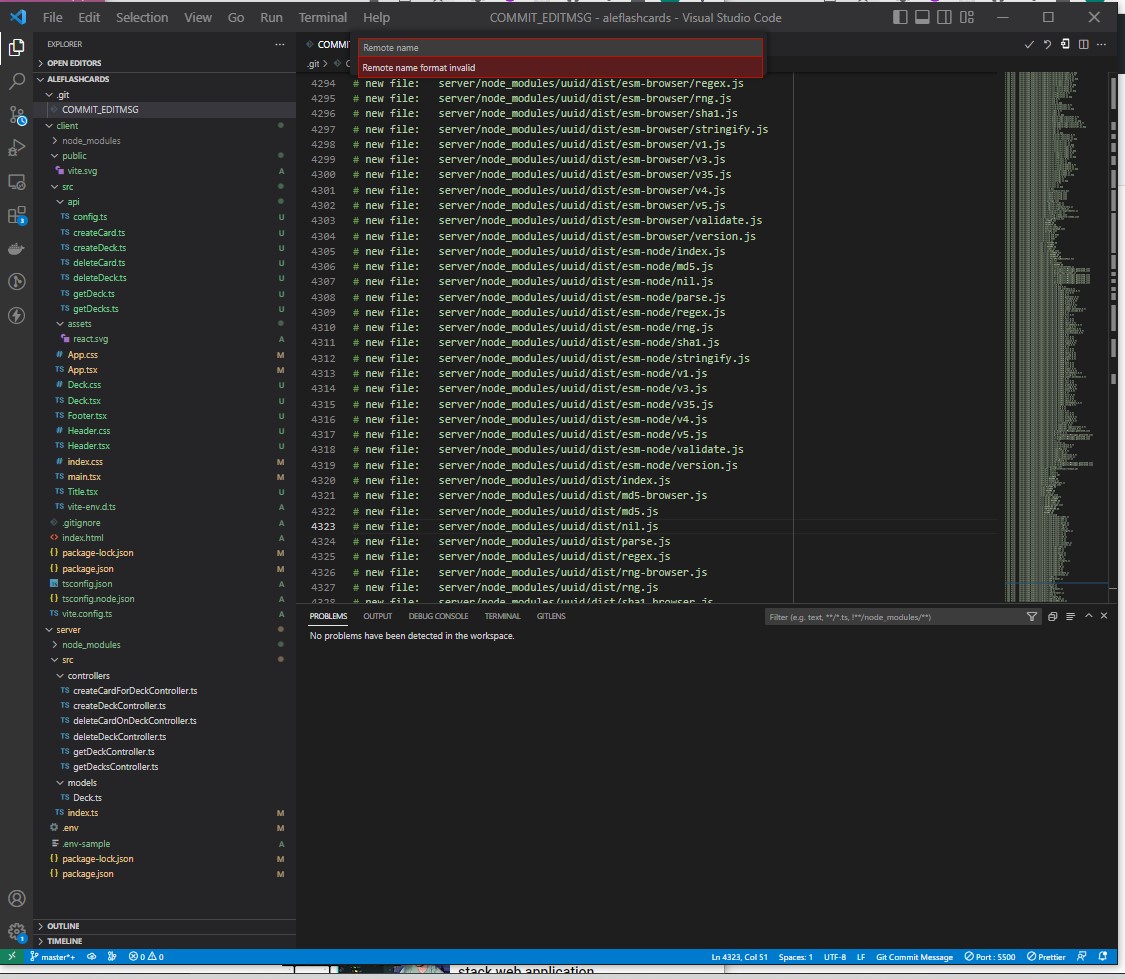 File Edit Selection View Go Run Terminal Help COMMIT_EDITMSG - aleflashcards - Visual Studio Code
EXPLORER
OPEN EDITORS
ALEFLASHCARDS
.git
COMMIT_EDITMSG
client
node_modules
public
vite.svg A
src
api
TS config.ts U
TS createCard.ts U
TS createDeck.ts U
TS deleteCard.ts U
TS deleteDeck.ts U
TS getDeck.ts U
TS getDecks.ts U
assets
react.svg A
# App.css M
TS App.tsx M
# Deck.css U
TS Deck.tsx U
TS Footer.tsx U
# Header.css U
TS Header.tsx U
# index.css M
TS main.tsx M
TS Title.tsx U
TS vite-env.d.ts A
.gitignore A
<> index.html A
{} package-lock.json M
{} package.json M
tsconfig.json A
{} tsconfig.node.json A
TS vite.config.ts A
server
node_modules
src
controllers
TS createCardForDeckController.ts
TS createDeckController.ts
TS deleteCardOnDeckController.ts
TS deleteDeckController.ts
TS getDeckController.ts
TS getDecksController.ts
models
TS Deck.ts
TS index.ts M
.env M
.env-sample A
{} package-lock.json M
{} package.json M
OUTLINE
TIMELINE
COMMI
.git > C
Remote name
Remote name format invalid
4294 # new file: server/node_modules/uuid/dist/esm-browser/regex.js
4295 # new file: server/node_modules/uuid/dist/esm-browser/rng.js
4296 # new file: server/node_modules/uuid/dist/esm-browser/sha1.js
4297 # new file: server/node_modules/uuid/dist/esm-browser/stringify.js
4298 # new file: server/node_modules/uuid/dist/esm-browser/v1.js
4299 # new file: server/node_modules/uuid/dist/esm-browser/v3.js
4300 # new file: server/node_modules/uuid/dist/esm-browser/v35.js
4301 # new file: server/node_modules/uuid/dist/esm-browser/v4.js
4302 # new file: server/node_modules/uuid/dist/esm-browser/v5.js
4303 # new file: server/node_modules/uuid/dist/esm-browser/validate.js
4304 # new file: server/node_modules/uuid/dist/esm-browser/version.js
4305 # new file: server/node_modules/uuid/dist/esm-node/index.js
4306 # new file: server/node_modules/uuid/dist/esm-node/md5.js
4307 # new file: server/node_modules/uuid/dist/esm-node/nil.js
4308 # new file: server/node_modules/uuid/dist/esm-node/parse.js
4309 # new file: server/node_modules/uuid/dist/esm-node/regex.js
4310 # new file: server/node_modules/uuid/dist/esm-node/rng.js
4311 # new file: server/node_modules/uuid/dist/esm-node/sha1.js
4312 # new file: server/node_modules/uuid/dist/esm-node/stringify.js
4313 # new file: server/node_modules/uuid/dist/esm-node/v1.js
4314 # new file: server/node_modules/uuid/dist/esm-node/v3.js
4315 # new file: server/node_modules/uuid/dist/esm-node/v35.js
4316 # new file: server/node_modules/uuid/dist/esm-node/v4.js
4317 # new file: server/node_modules/uuid/dist/esm-node/v5.js
4318 # new file: server/node_modules/uuid/dist/esm-node/validate.js
4319 # new file: server/node_modules/uuid/dist/esm-node/version.js
4320 # new file: server/node_modules/uuid/dist/index.js
4321 # new file: server/node_modules/uuid/dist/md5-browser.js
4322 # new file: server/node_modules/uuid/dist/md5.js
4323 # new file: server/node_modules/uuid/dist/nil.js
4324 # new file: server/node_modules/uuid/dist/parse.js
4325 # new file: server/node_modules/uuid/dist/regex.js
4326 # new file: server/node_modules/uuid/dist/rng-browser.js
4327 # new file: server/node_modules/uuid/dist/rng.js
4328 # new file: server/node_modules/uuid/dist/sha1-browser.js
PROBLEMS OUTPUT DEBUG CONSOLE TERMINAL GITLENS Filter (e.g. text, **/*.ts, !**/node_modules/**)
No problems have been detected in the workspace.
master*+ 0 0 Ln 4323, Col 51 Spaces: 1 UTF-8 LF Git Commit Message Port : 5500 Prettier
stack web application